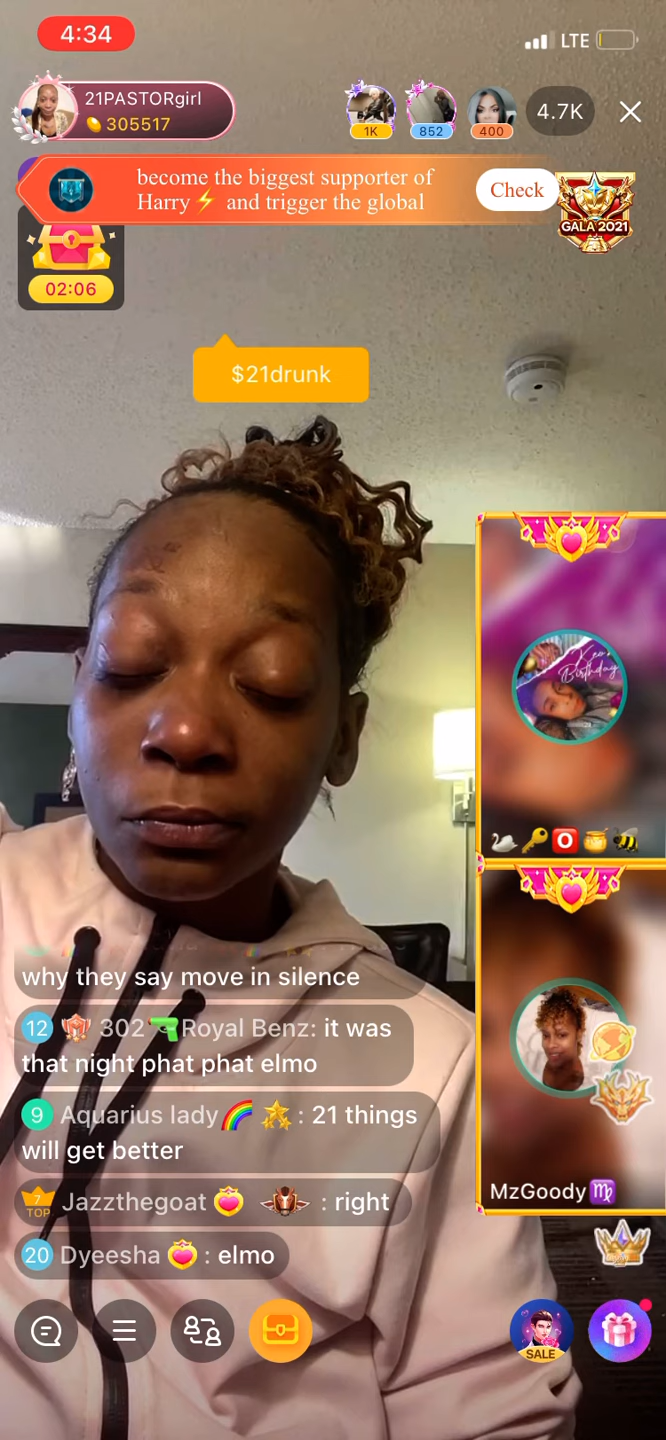 4:34
LTE
21PASTORgirl
305517
1K
852
400
4.7K
become the biggest supporter of
Harry⚡ and trigger the global
Check
GALA 2021
02:06
$21drunk
Birthday
🦢🔑🅾️🍯🐝
why they say move in silence
12 302🔫Royal Benz: it was
that night phat phat elmo
9 Aquarius lady🌈 : 21 things
will get better
7 TOP Jazzthegoat : right
20 Dyeesha : elmo
MzGoody♍
SALE